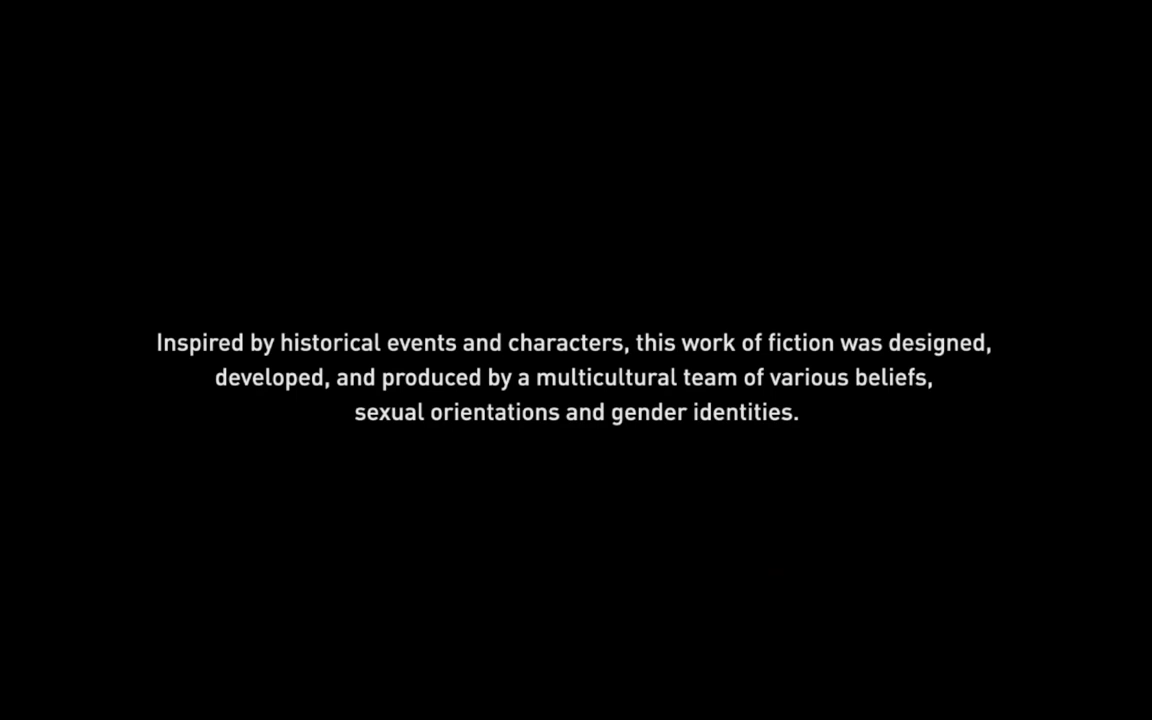 Inspired by historical events and characters, this work of fiction was designed,
developed, and produced by a multicultural team of various beliefs,
sexual orientations and gender identities.